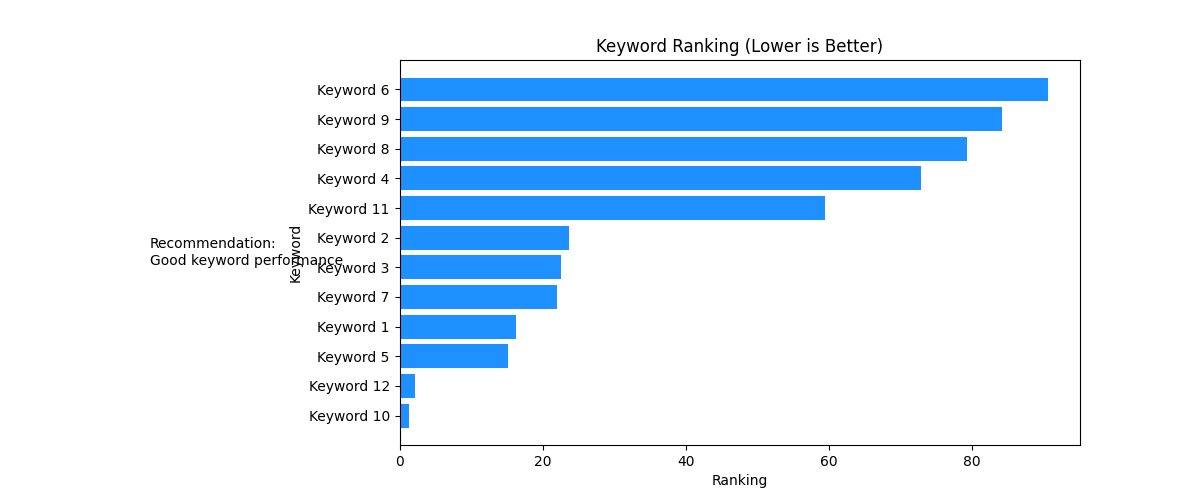 Keyword Ranking (Lower is Better)
Keyword 6
Keyword 9
Keyword 8
Keyword 4
Keyword 11
Keyword 2
Keyword 3
Keyword 7
Keyword 1
Keyword 5
Keyword 12
Keyword 10
Keyword
Recommendation:
Good keyword performance
0 20 40 60 80
Ranking